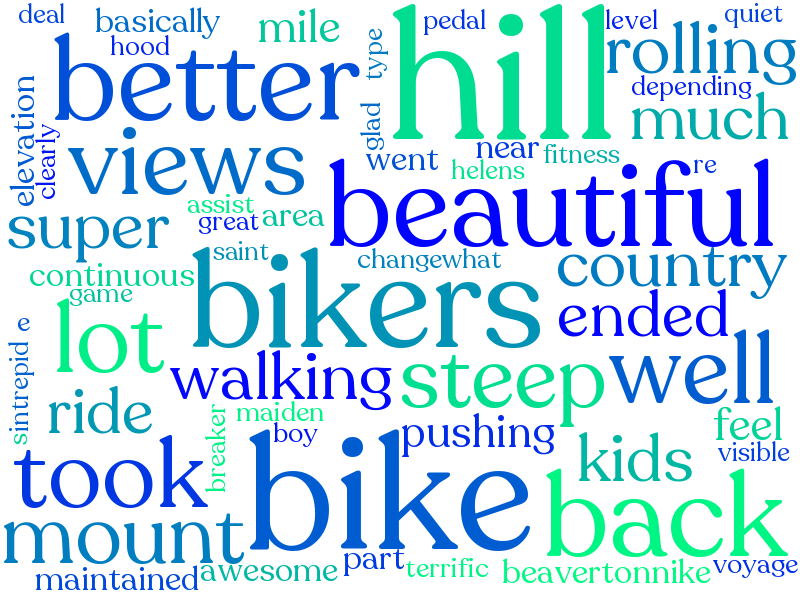 deal
basically
hood
mile
type
pedal
level
quiet
better
hill
rolling
depending
elevation
clearly
views
glad
went
near
fitness
much
helens
re
beautiful
super
assist
great
area
saint
changewhat
country
continuous
game
bikers
ended
e
lot
walking
steep
well
intrepid
ride
s
breaker
maiden
boy
pushing
feel
kids
visible
took
bike
back
mount
part
maintained
awesome
terrific
beavertonnike
voyage